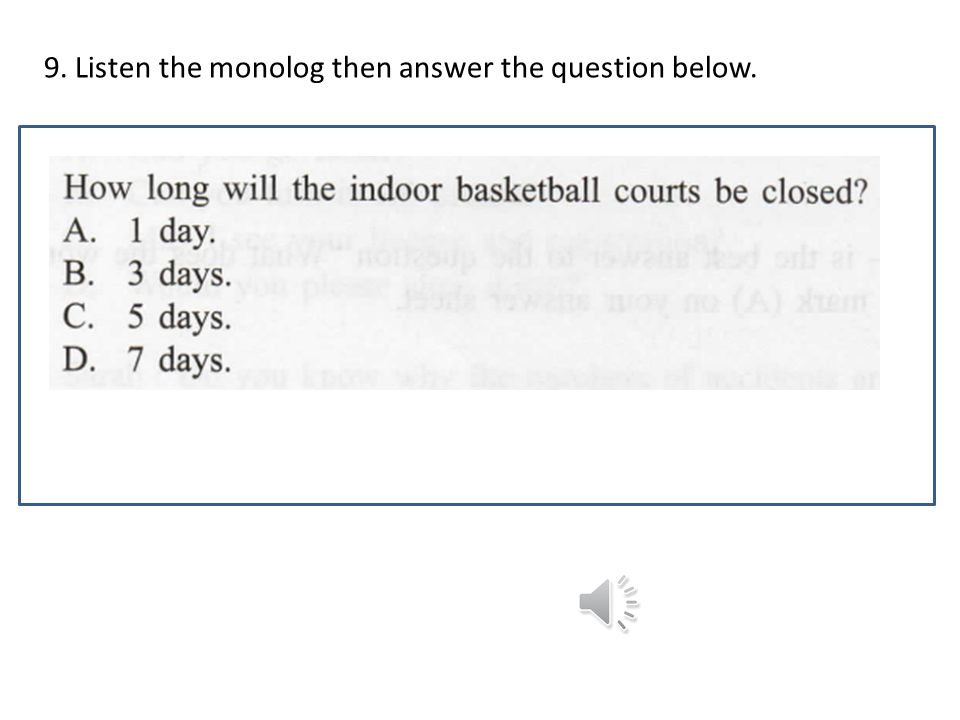 9. Listen the monolog then answer the question below.
How long will the indoor basketball courts be closed?
A. 1 day.
B. 3 days.
C. 5 days.
D. 7 days.